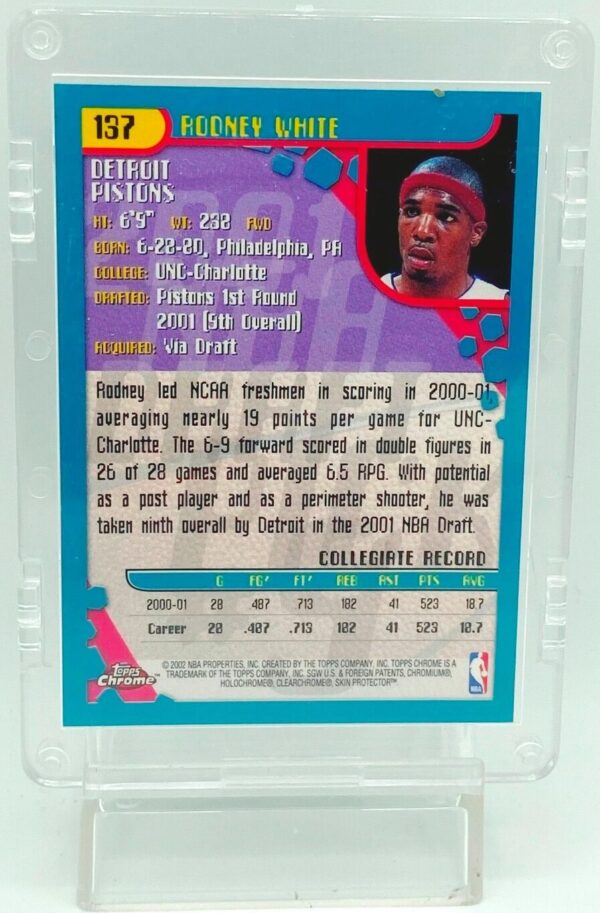 137 RODNEY WHITE
DETROIT
PISTONS
HT: 6'9" WT: 238 FWD
BORN: 6-28-80, Philadelphia, PA
COLLEGE: UNC-Charlotte
DRAFTED: Pistons 1st Round
2001 (9th Overall)
ACQUIRED: Via Draft
Rodney led NCAA freshmen in scoring in 2000-01,
averaging nearly 19 points per game for UNC-
Charlotte. The 6-9 forward scored in double figures in
26 of 28 games and averaged 6.5 RPG. With potential
as a post player and as a perimeter shooter, he was
taken ninth overall by Detroit in the 2001 NBA Draft.
COLLEGIATE RECORD
G FG% FT% REB AST PTS AVG
2000-01 28 .487 .713 182 41 523 18.7
Career 28 .487 .713 182 41 523 18.7
Topps
Chrome™
© 2002 NBA PROPERTIES, INC. CREATED BY THE TOPPS COMPANY, INC. TOPPS CHROME IS A
TRADEMARK OF THE TOPPS COMPANY, INC. SGW U.S. & FOREIGN PATENTS, CHROMIUM®,
HOLOCHROME®, CLEARCHROME®, SKIN PROTECTOR™
NBA